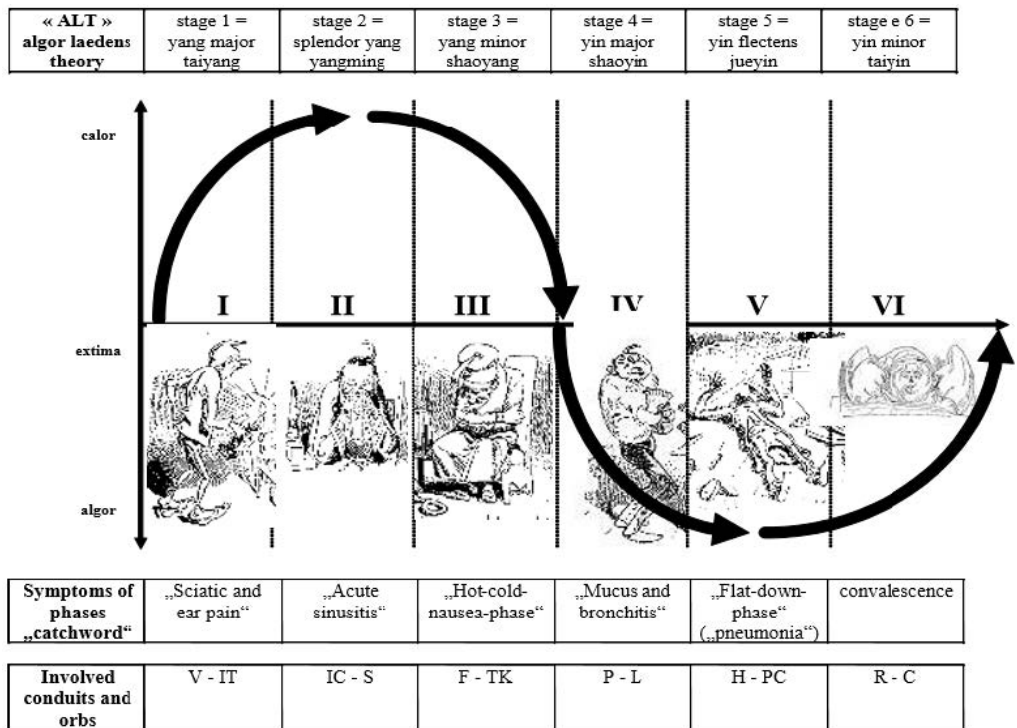 « ALT »
algor laedens
theory
stage 1 =
yang major
taiyang
stage 2 =
splendor yang
yangming
stage 3 =
yang minor
shaoyang
stage 4 =
yin major
shaoyin
stage 5 =
yin flectens
jueyin
stage e 6 =
yin minor
taiyin
calor
I
II
III
IV
V
VI
extima
algor
Symptoms of
phases
„catchword“
„Sciatic and
ear pain“
„Acute
sinusitis“
„Hot-cold-
nausea-phase“
„Mucus and
bronchitis“
„Flat-down-
phase“
(„pneumonia“)
convalescence
Involved
conduits and
orbs
V - IT
IC - S
F - TK
P - L
H - PC
R - C